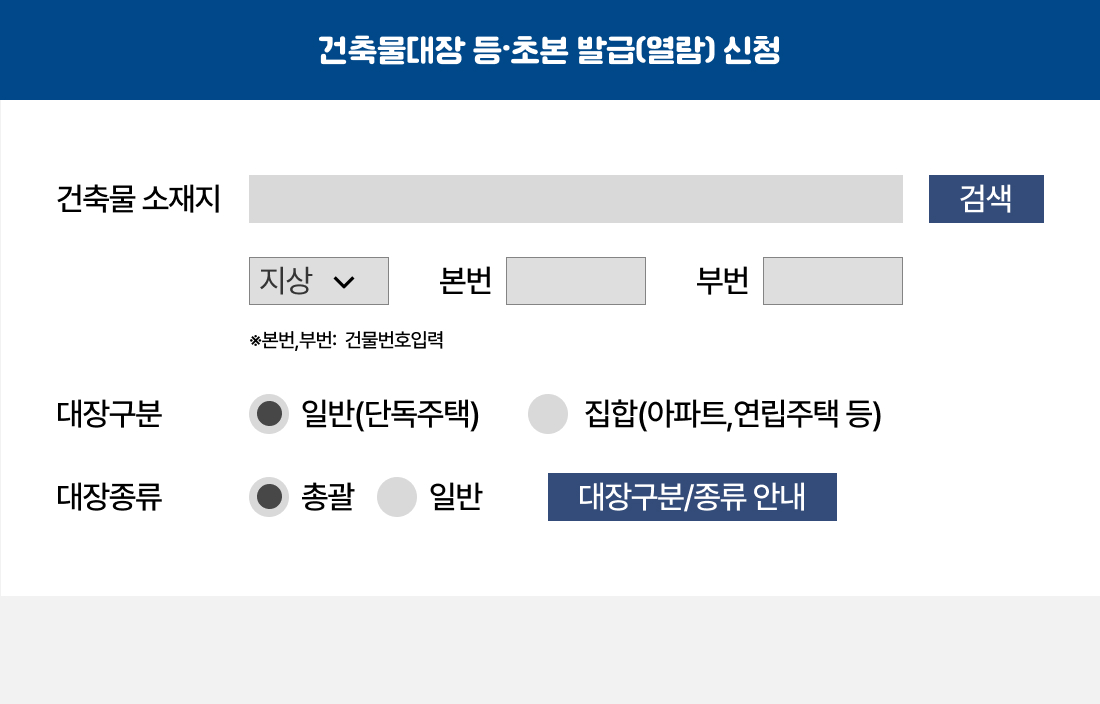 건축물대장 등·초본 발급(열람) 신청
건축물 소재지 검색
지상 본번 부번
※본번,부번: 건물번호입력
대장구분 일반(단독주택) 집합(아파트,연립주택 등)
대장종류 총괄 일반 대장구분/종류 안내